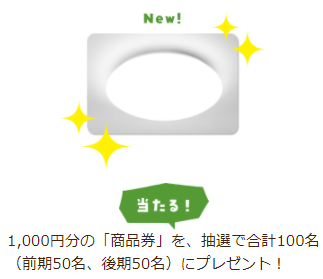 New!
当たる！
1,000円分の「商品券」を、抽選で合計100名
（前期50名、後期50名）にプレゼント！